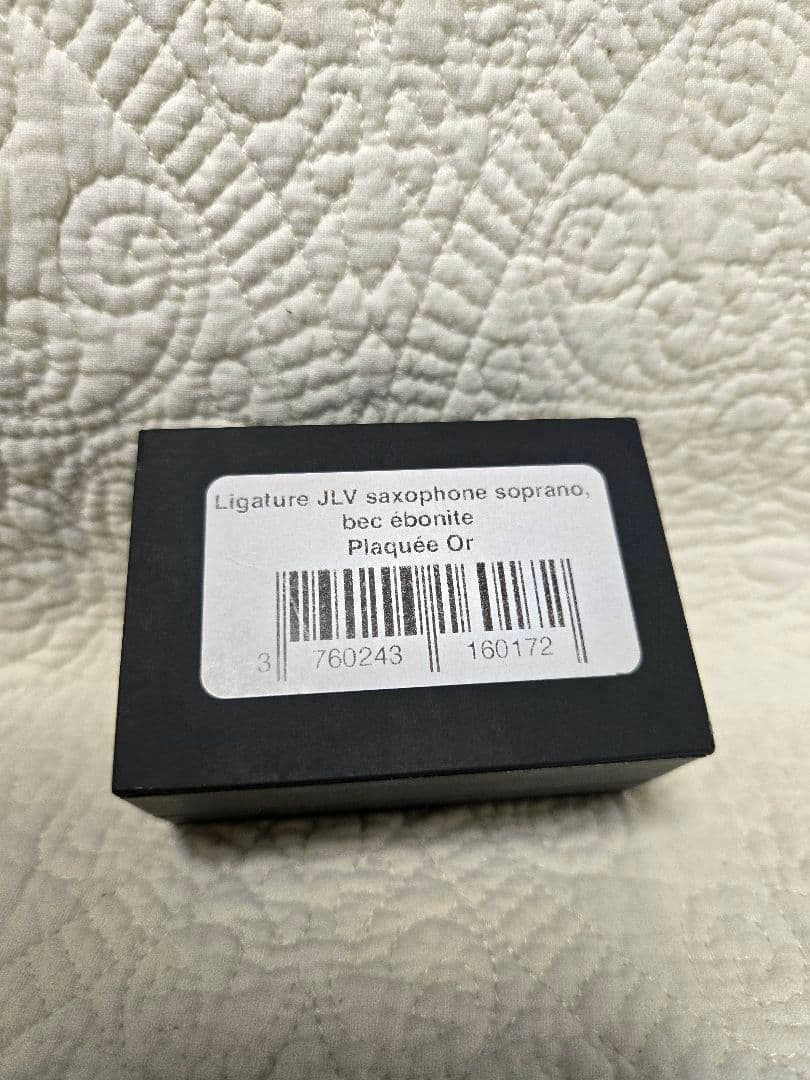 Ligature JLV saxophone soprano,
bec ébonite
Plaquée Or
3 760243 160172